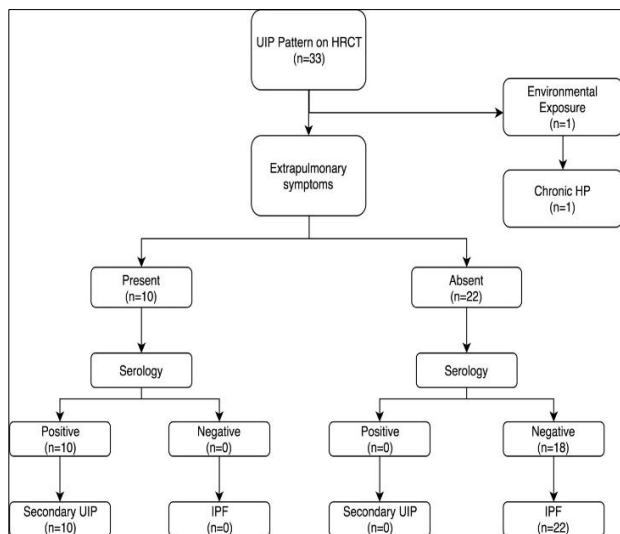 UIP Pattern on HRCT
(n=33)
Environmental
Exposure
(n=1)
Extrapulmonary
symptoms
Chronic HP
(n=1)
Present
(n=10)
Absent
(n=22)
Serology
Serology
Positive
(n=10)
Negative
(n=0)
Positive
(n=0)
Negative
(n=18)
Secondary UIP
(n=10)
IPF
(n=0)
Secondary UIP
(n=0)
IPF
(n=22)